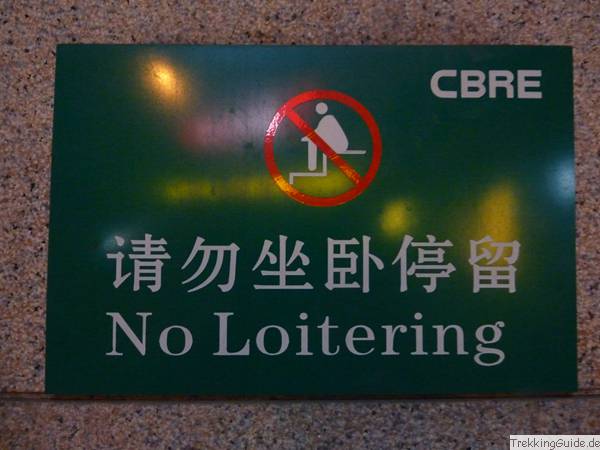 CBRE
请勿坐卧停留
No Loitering
TrekkingGuide.de